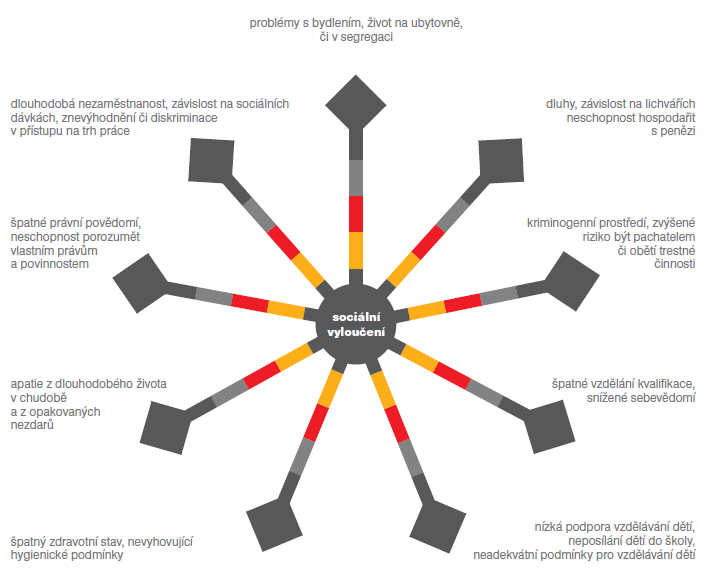 problémy s bydlením, život na ubytovně,
či v segregaci
dlouhodobá nezaměstnanost, závislost na sociálních
dávkách, znevýhodnění či diskriminace
v přístupu na trh práce
dluhy, závislost na lichvářích
neschopnost hospodařit
s penězi
špatné právní povědomí,
neschopnost porozumět
vlastním právům
a povinnostem
kriminogenní prostředí, zvýšené
riziko být pachatelem
či obětí trestné
činnosti
sociální
vyloučení
apatie z dlouhodobého života
v chudobě
a z opakovaných
nezdarů
špatné vzdělání kvalifikace,
snížené sebevědomí
špatný zdravotní stav, nevyhovující
hygienické podmínky
nízká podpora vzdělávání dětí,
neposílání dětí do školy,
neadekvátní podmínky pro vzdělávání dětí